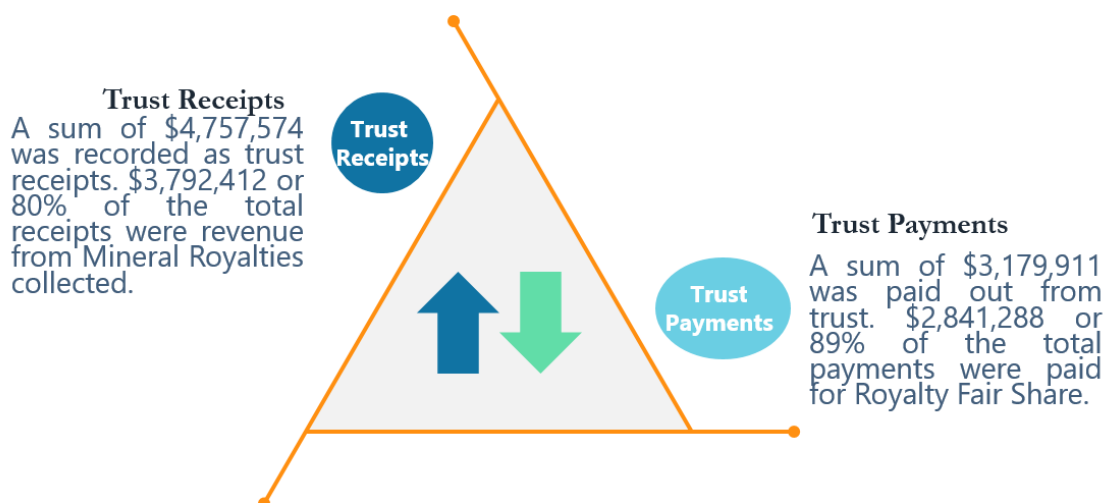 Trust Receipts
A sum of $4,757,574
was recorded as trust
receipts. $3,792,412 or
80% of the total
receipts were revenue
from Mineral Royalties
collected.
Trust
Receipts
Trust Payments
A sum of $3,179,911
was paid out from
trust. $2,841,288 or
89% of the total
payments were paid
for Royalty Fair Share.
Trust
Payments